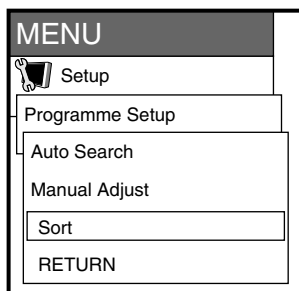 MENU
Setup
Programme Setup
Auto Search
Manual Adjust
Sort
RETURN